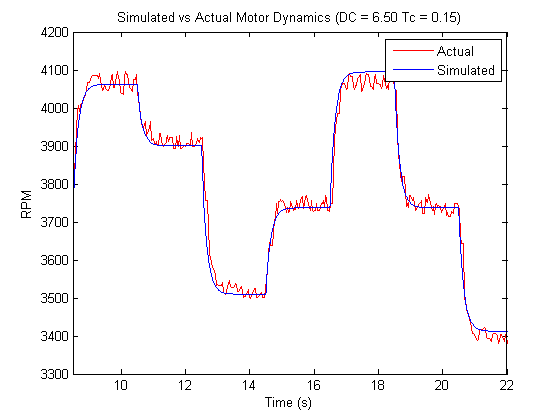 Simulated vs Actual Motor Dynamics (DC = 6.50 Tc = 0.15)
Actual
Simulated
4200
4100
4000
3900
3800
3700
3600
3500
3400
3300
RPM
10 12 14 16 18 20 22
Time (s)